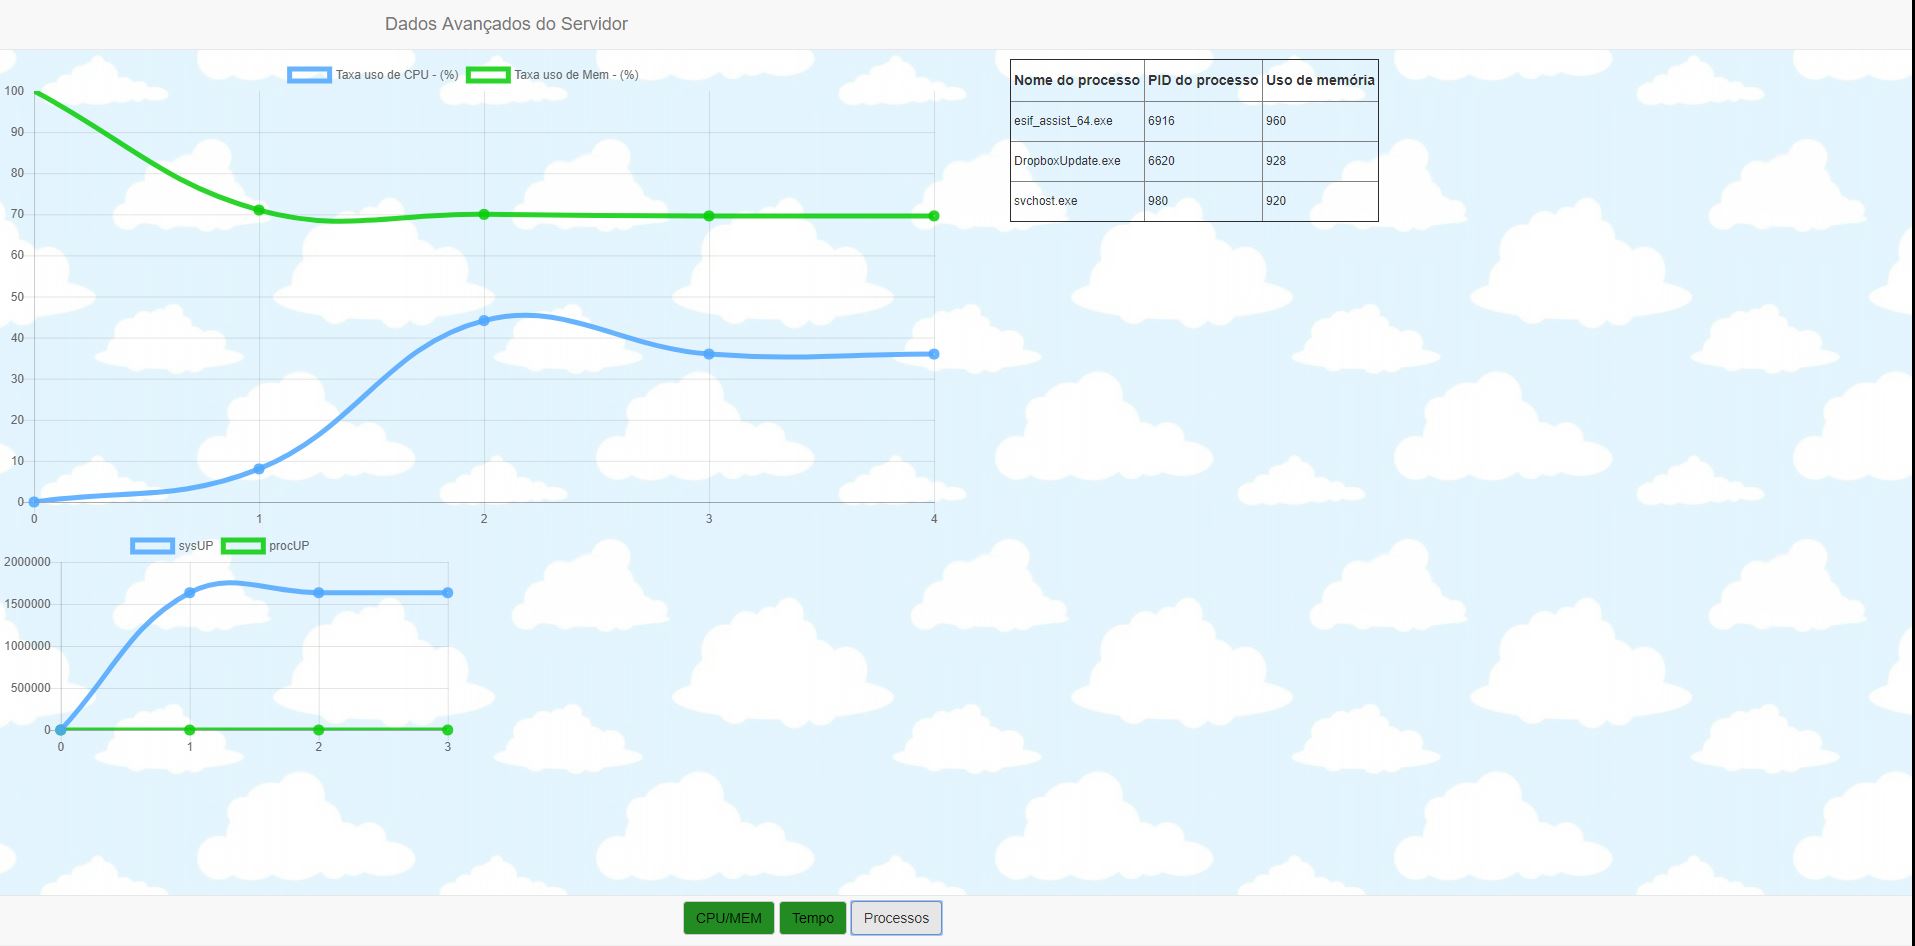 Dados Avançados do Servidor
Taxa uso de CPU - (%) Taxa uso de Mem - (%)
100
90
80
70
60
50
40
30
20
10
0
0 1 2 3 4
Nome do processo PID do processo Uso de memória
esif_assist_64.exe 6916 960
DropboxUpdate.exe 6620 928
svchost.exe 980 920
sysUP procUP
2000000
1500000
1000000
500000
0
0 1 2 3
CPU/MEM Tempo Processos